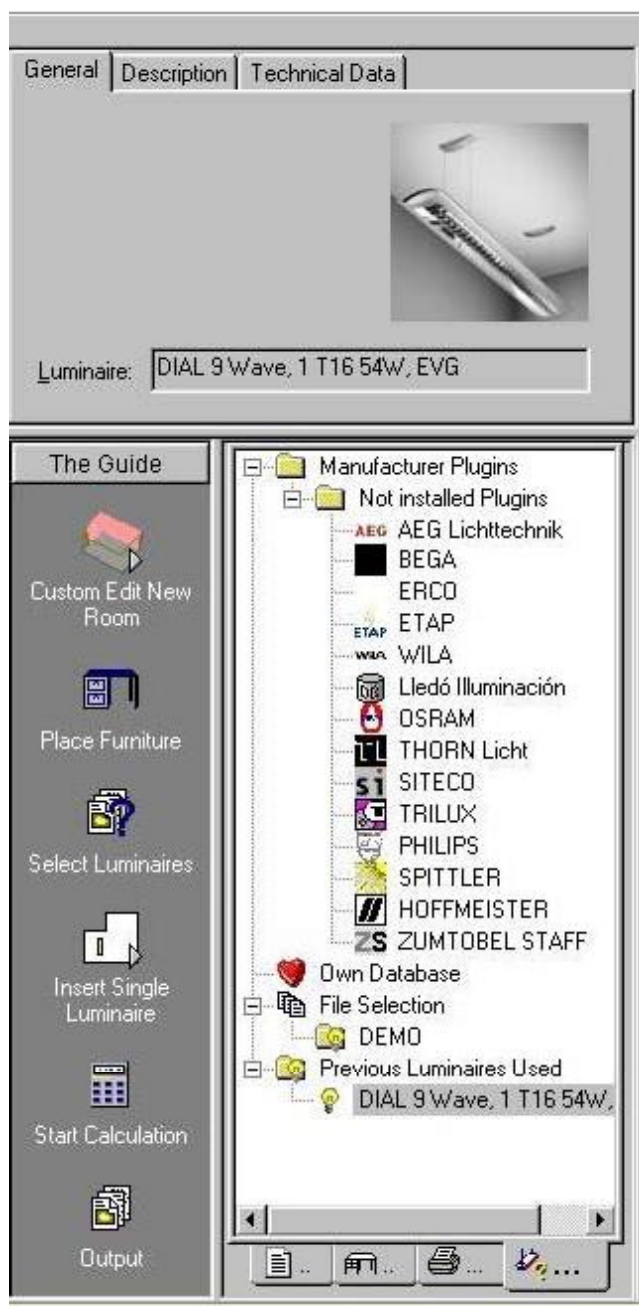 General
Description
Technical Data
Luminaire:
DIAL 9 Wave, 1 T16 54W, EVG
The Guide
Custom Edit New
Room
Place Furniture
Select Luminaires
Insert Single
Luminaire
Start Calculation
Output
Manufacturer Plugins
Not installed Plugins
AEG AEG Lichttechnik
BEGA
ERCO
ETAP ETAP
WILA WILA
Lledó Illuminación
OSRAM
TL THORN Licht
si SITECO
TRILUX
PHILIPS
SPITTLER
HOFFMEISTER
ZS ZUMTOBEL STAFF
Own Database
File Selection
DEMO
Previous Luminaires Used
DIAL 9 Wave, 1 T16 54W,
.. .. ... ...